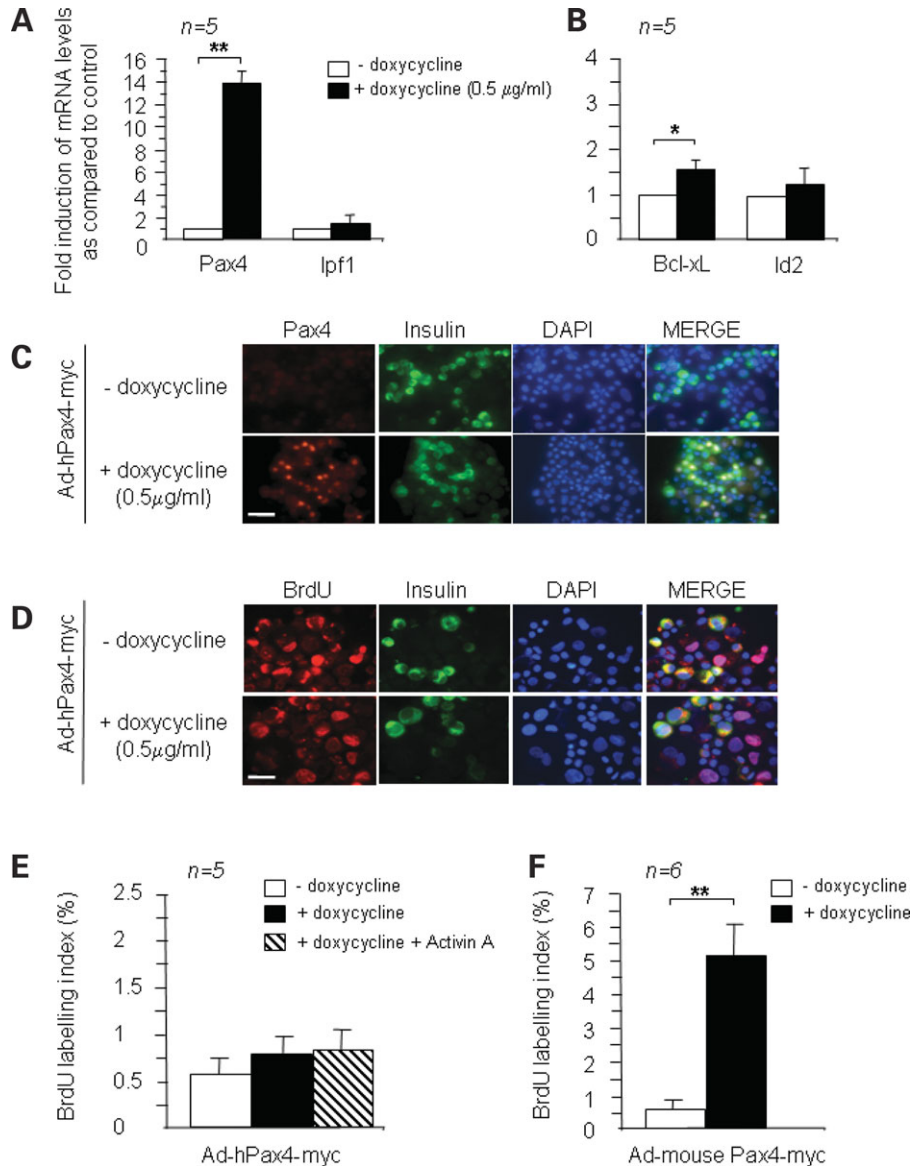 A
n=5
**
Fold induction of mRNA levels
as compared to control
16
14
12
10
8
6
4
2
0
Pax4
Ipf1
- doxycycline
+ doxycycline (0.5 μg/ml)
B
n=5
4
3
2
1
0
*
Bcl-xL
Id2
C
Pax4
Insulin
DAPI
MERGE
Ad-hPax4-myc
- doxycycline
+ doxycycline
(0.5μg/ml)
D
BrdU
Insulin
DAPI
MERGE
Ad-hPax4-myc
- doxycycline
+ doxycycline
(0.5μg/ml)
E
n=5
BrdU labelling index (%)
2.5
2
1.5
1
0.5
0
- doxycycline
+ doxycycline
+ doxycycline + Activin A
Ad-hPax4-myc
F
n=6
BrdU labelling index (%)
7
6
5
4
3
2
1
0
**
- doxycycline
+ doxycycline
Ad-mouse Pax4-myc